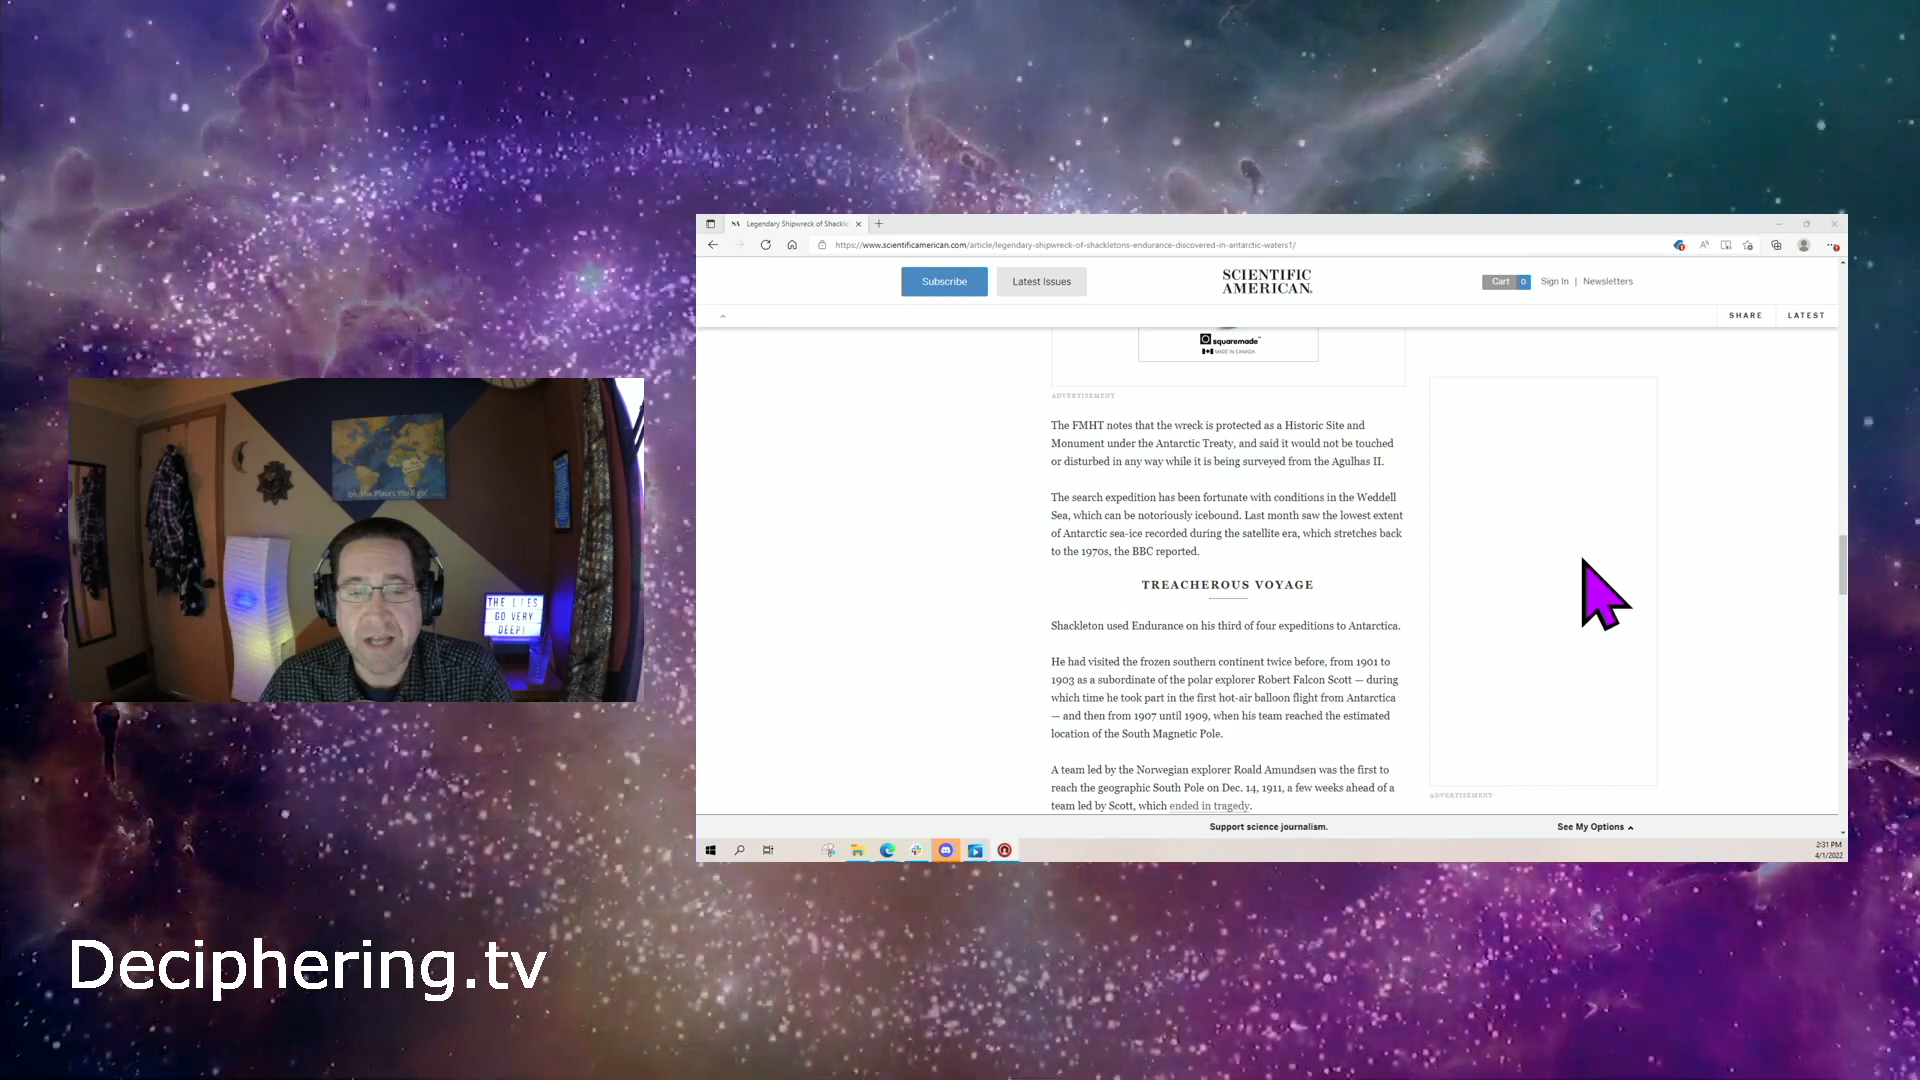 SA Legendary Shipwreck of Shackle
https://www.scientificamerican.com/article/legendary-shipwreck-of-shackletons-endurance-discovered-in-antarctic-waters1/
Subscribe
Latest Issues
SCIENTIFIC
AMERICAN
Cart 0
Sign In | Newsletters
SHARE
LATEST
squaremade
MADE IN CANADA
ADVERTISEMENT
The FMHT notes that the wreck is protected as a Historic Site and
Monument under the Antarctic Treaty, and said it would not be touched
or disturbed in any way while it is being surveyed from the Agulhas II.
The search expedition has been fortunate with conditions in the Weddell
Sea, which can be notoriously icebound. Last month saw the lowest extent
of Antarctic sea-ice recorded during the satellite era, which stretches back
to the 1970s, the BBC reported.
TREACHEROUS VOYAGE
Shackleton used Endurance on his third of four expeditions to Antarctica.
He had visited the frozen southern continent twice before, from 1901 to
1903 as a subordinate of the polar explorer Robert Falcon Scott — during
which time he took part in the first hot-air balloon flight from Antarctica
— and then from 1907 until 1909, when his team reached the estimated
location of the South Magnetic Pole.
A team led by the Norwegian explorer Roald Amundsen was the first to
reach the geographic South Pole on Dec. 14, 1911, a few weeks ahead of a
team led by Scott, which ended in tragedy.
ADVERTISEMENT
Support science journalism.
See My Options
2:31 PM
4/1/2022
Oh, the Places You'll go!
THE LIES
GO VERY
DEEP!
Deciphering.tv